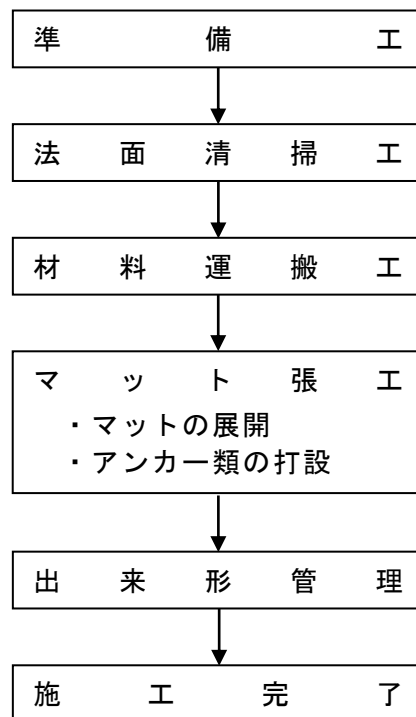 準備工
法面清掃工
材料運搬工
マット張工
・マットの展開
・アンカー類の打設
出来形管理
施工完了